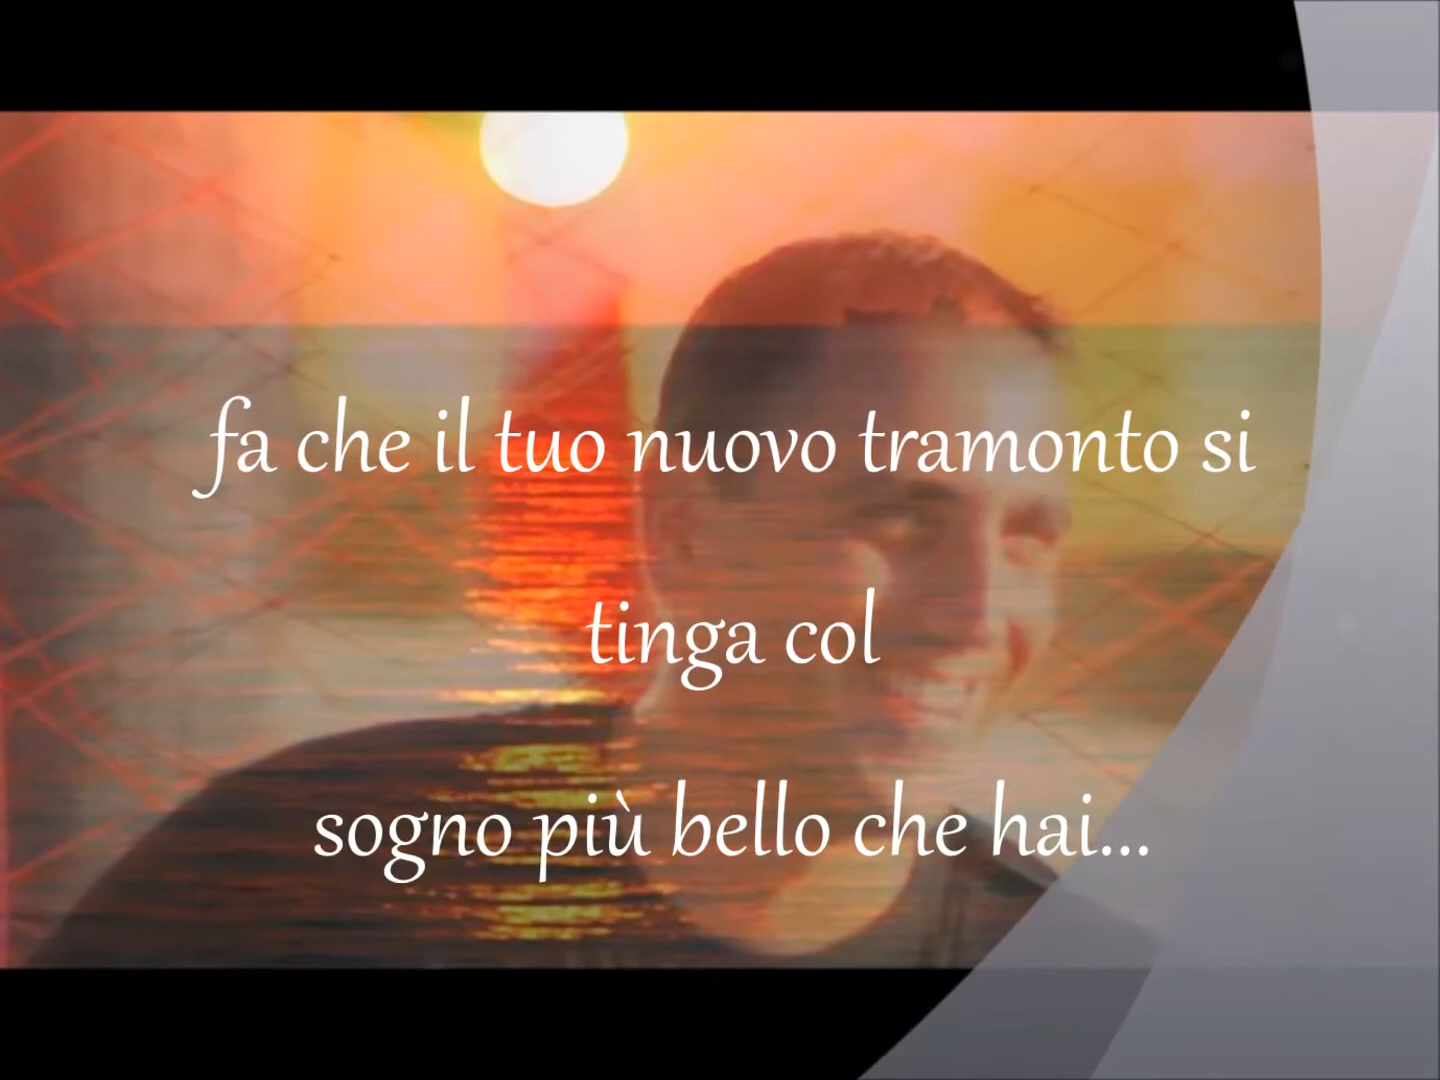 fa che il tuo nuovo tramonto si
tinga col
sogno più bello che hai...